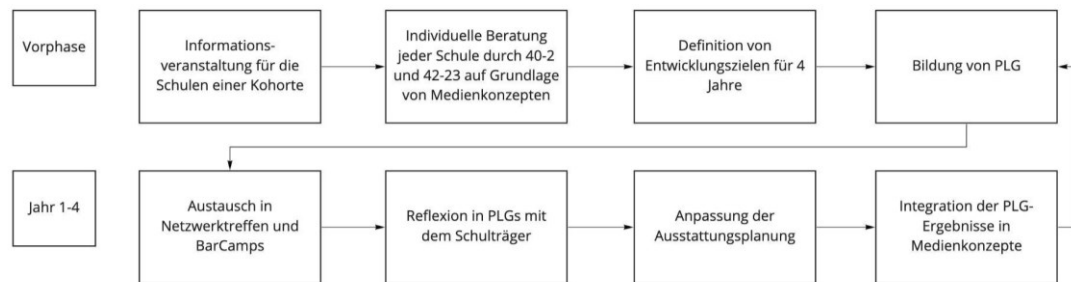 Vorphase
Informations-
veranstaltung für die
Schulen einer Kohorte
Individuelle Beratung
jeder Schule durch 40-2
und 42-23 auf Grundlage
von Medienkonzepten
Definition von
Entwicklungszielen für 4
Jahre
Bildung von PLG
Jahr 1-4
Austausch in
Netzwerktreffen und
BarCamps
Reflexion in PLGs mit
dem Schulträger
Anpassung der
Ausstattungsplanung
Integration der PLG-
Ergebnisse in
Medienkonzepte